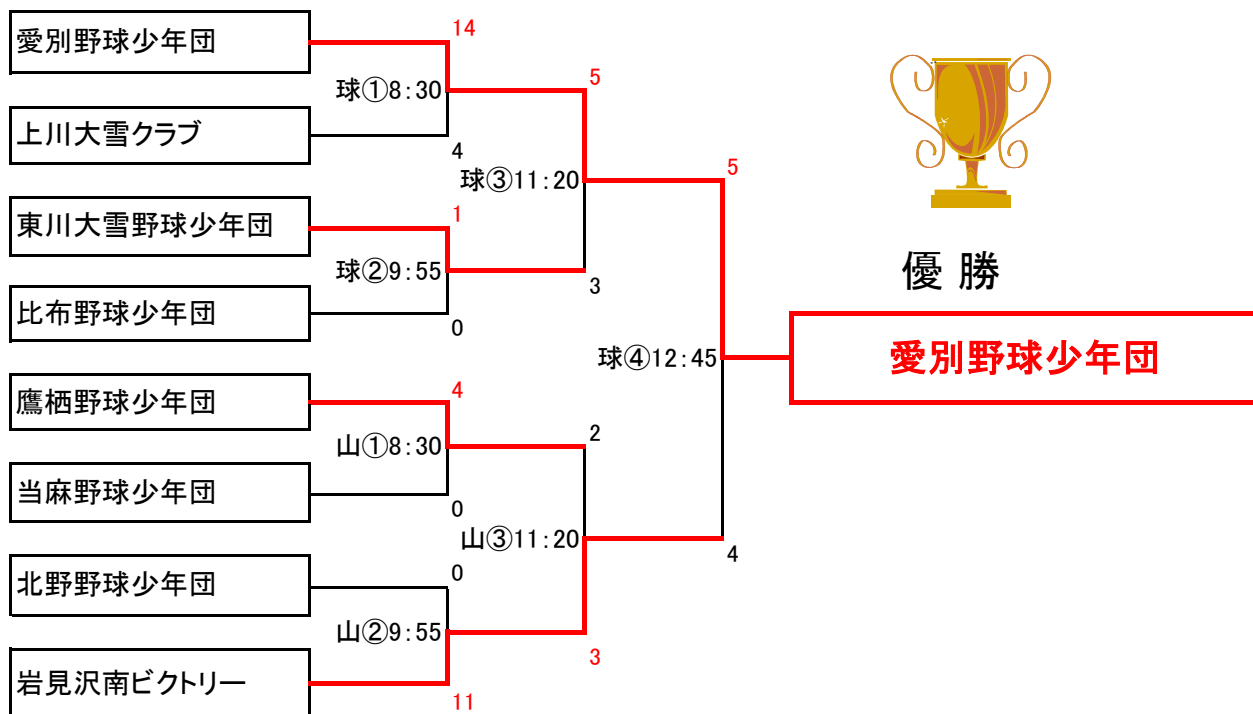 愛別野球少年団
14
球①8:30
5
上川大雪クラブ
4
球③11:20
5
東川大雪野球少年団
1
球②9:55
3
優 勝
比布野球少年団
0
球④12:45
愛別野球少年団
鷹栖野球少年団
4
山①8:30
2
当麻野球少年団
0
山③11:20
4
北野野球少年団
0
山②9:55
3
岩見沢南ビクトリー
11